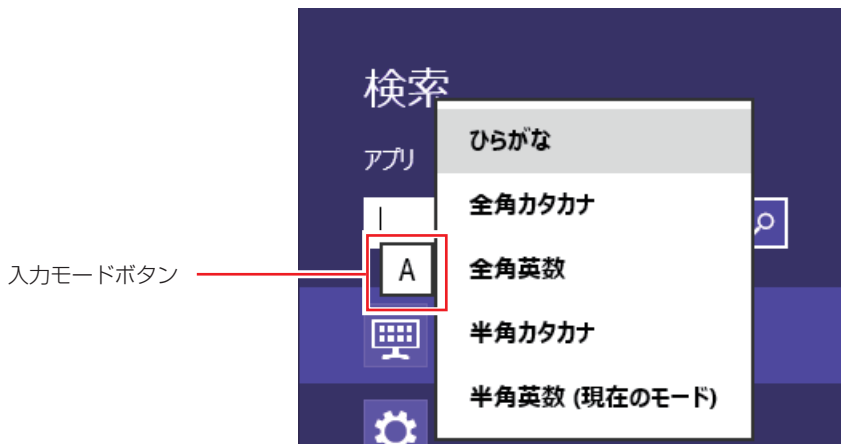 検索
アプリ
ひらがな
全角カタカナ
全角英数
半角カタカナ
半角英数 (現在のモード)
A
入力モードボタン